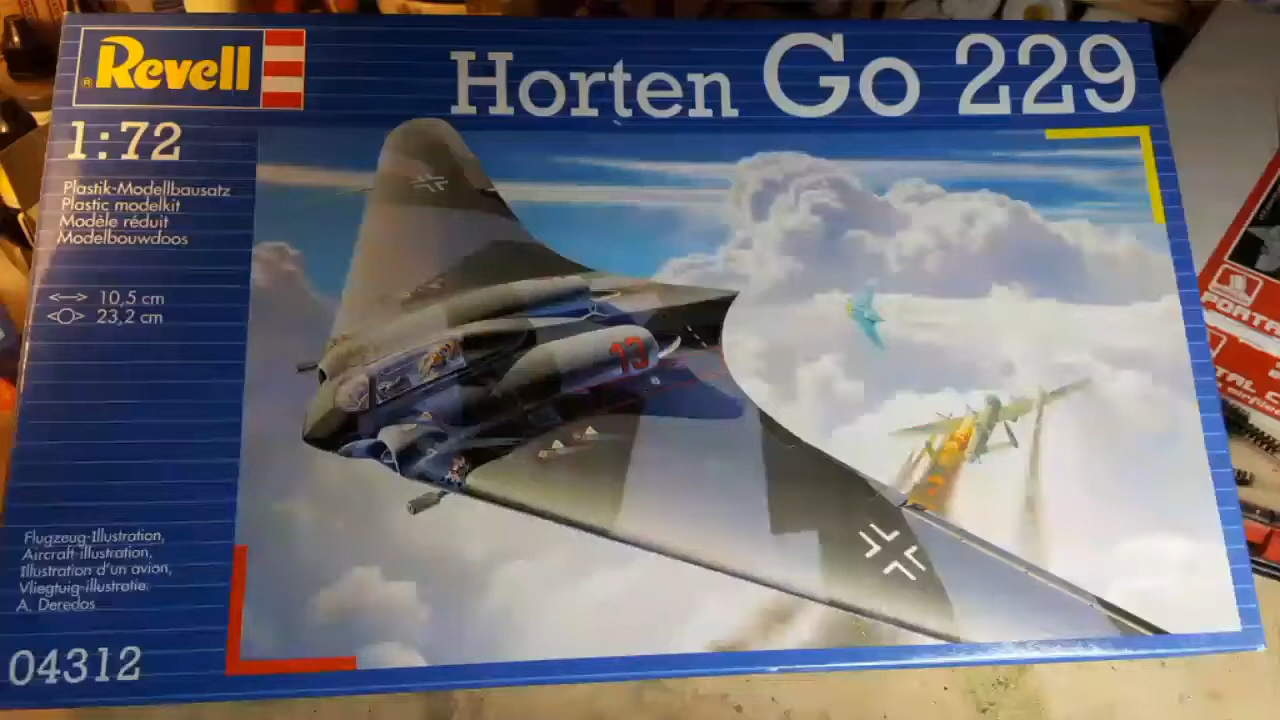 Revell
Horten Go 229
1:72
Plastik-Modellbausatz
Plastic modelkit
Modèle réduit
Modelbouwdoos
10,5 cm
23,2 cm
13
Flugzeug-Illustration,
Aircraft-illustration,
Illustration d'un avion,
Vliegtuig-illustratie:
A. Deredos
04312